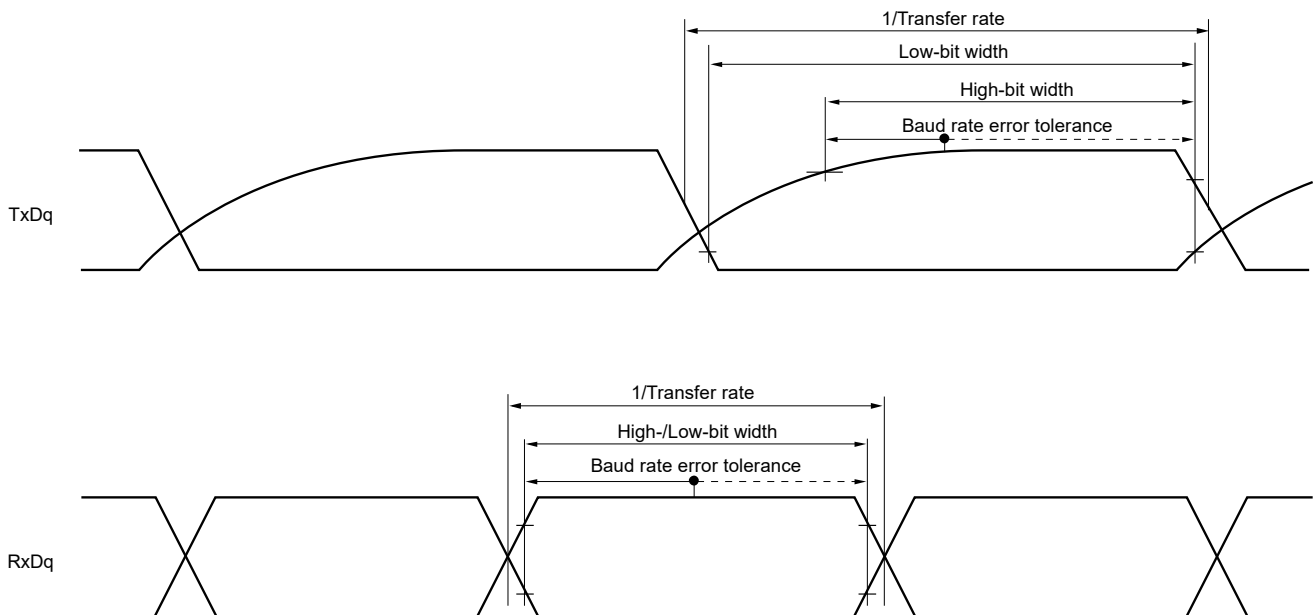 1/Transfer rate
Low-bit width
High-bit width
Baud rate error tolerance
TxDq
1/Transfer rate
High-/Low-bit width
Baud rate error tolerance
RxDq